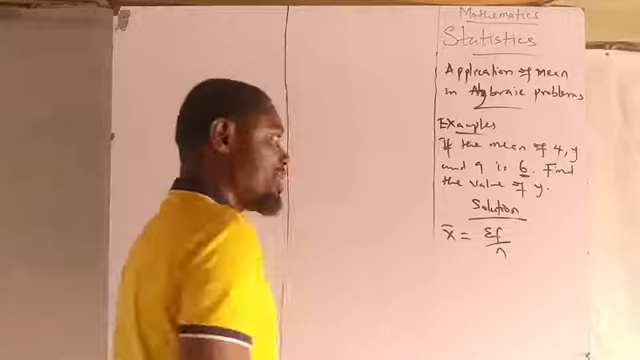 Mathematics
Statistics
Application of mean
in Algbraic problems
Examples
If the mean of 4, y
and 9 is 6. Find
the value of y.
Solution
x̄ = Σf
n